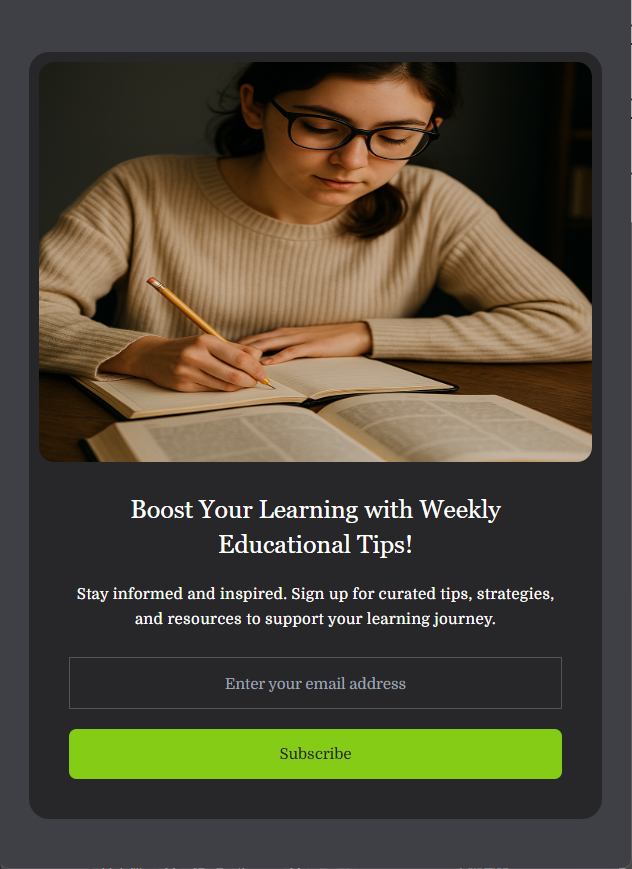 Boost Your Learning with Weekly
Educational Tips!
Stay informed and inspired. Sign up for curated tips, strategies,
and resources to support your learning journey.
Enter your email address
Subscribe